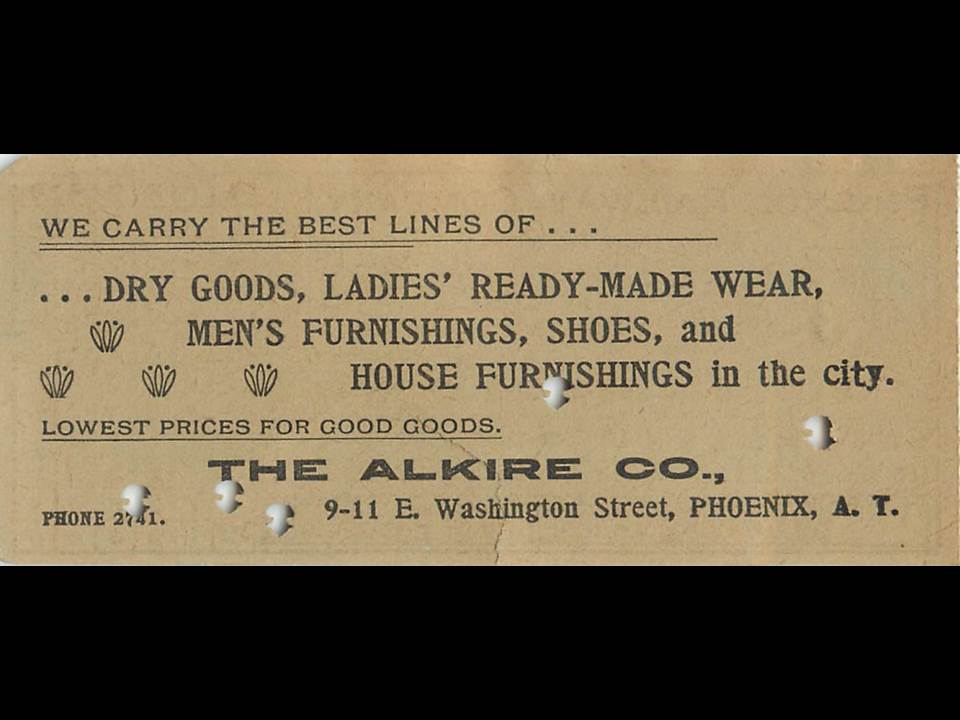 WE CARRY THE BEST LINES OF...
...DRY GOODS, LADIES' READY-MADE WEAR,
MEN'S FURNISHINGS, SHOES, and
HOUSE FURNISHINGS in the city.
LOWEST PRICES FOR GOOD GOODS.
THE ALKIRE CO.,
PHONE 9-11 E. Washington Street, PHOENIX, A. T.